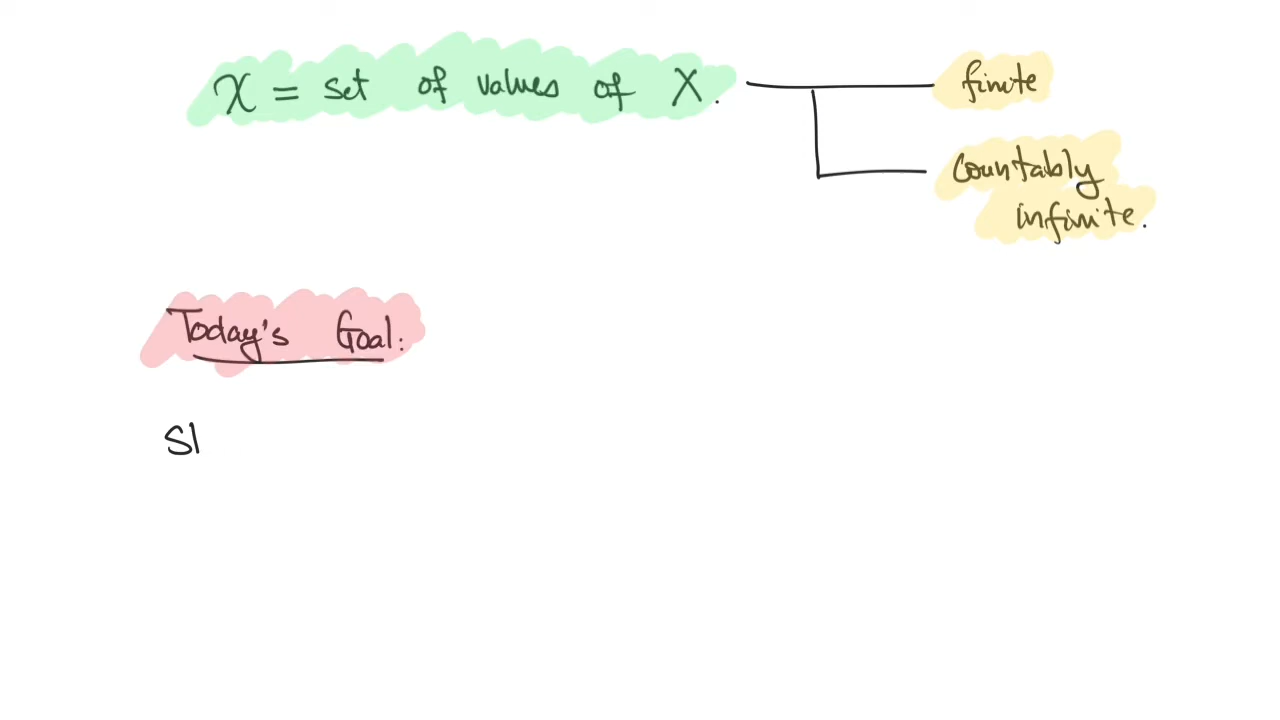 𝒳 = set of values of X. finite
countably
infinite.
Today's Goal:
Sl